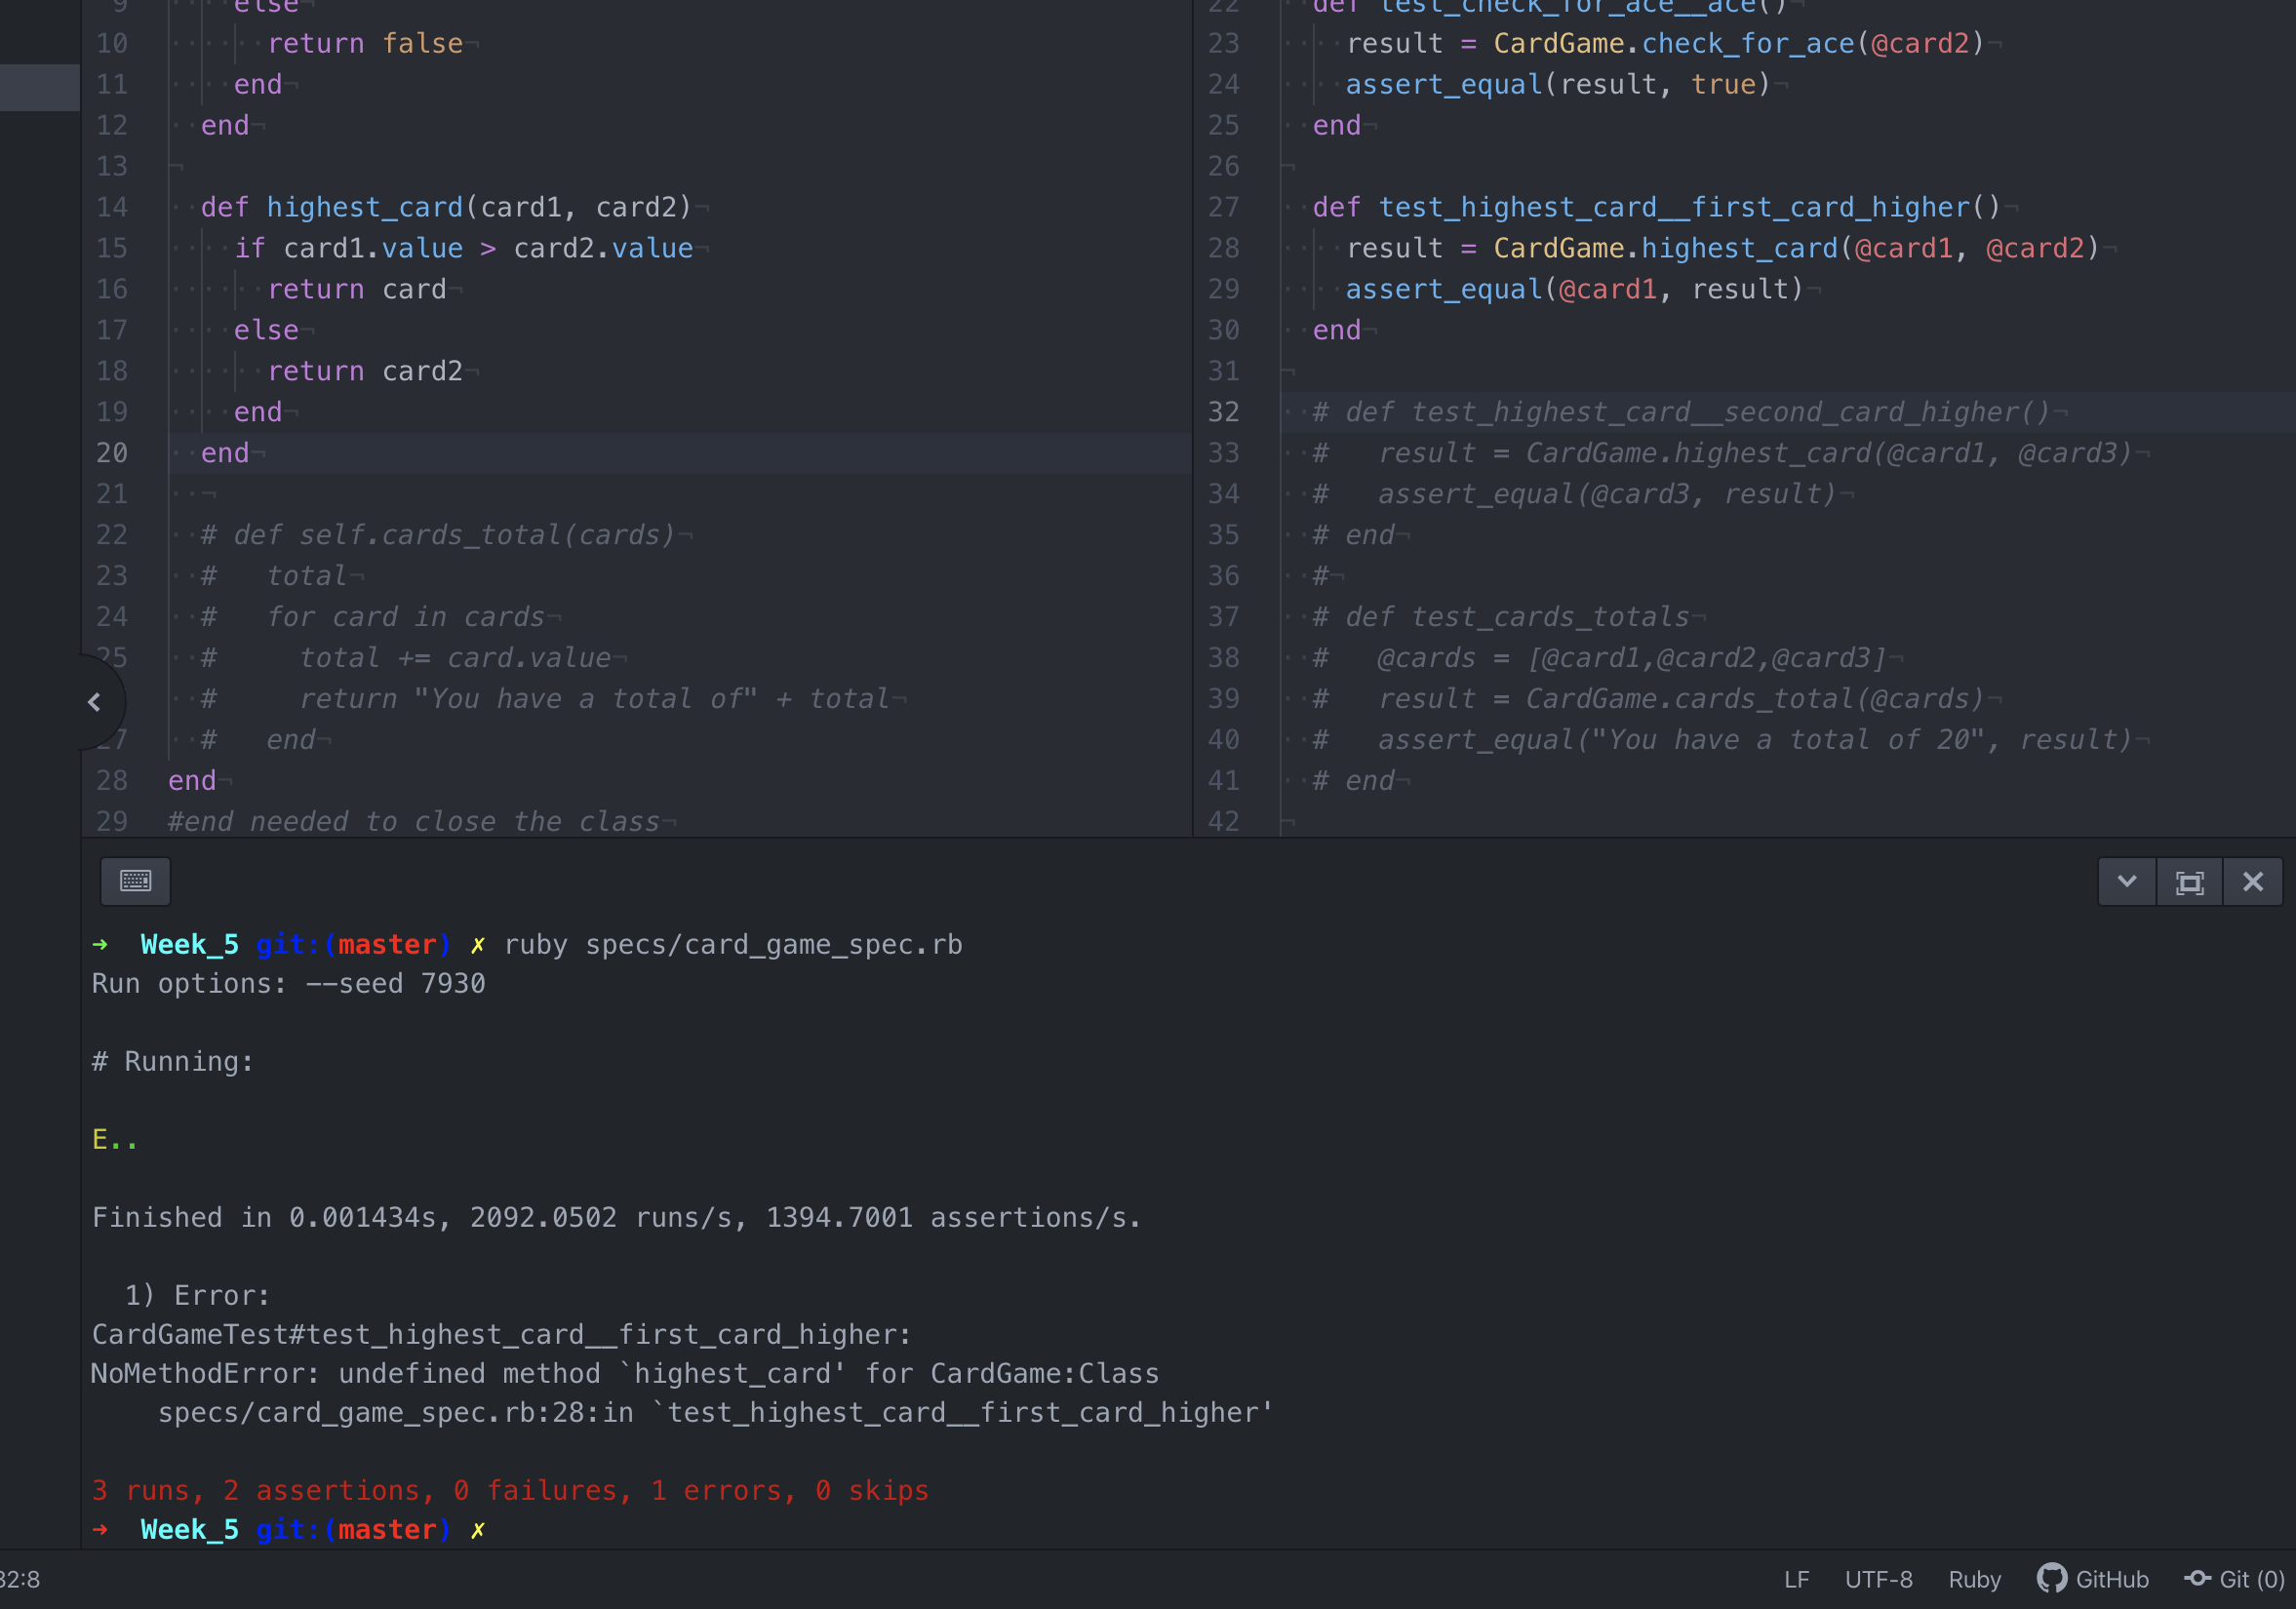 9 else
10 return false
11 end
12 end
13
14 def highest_card(card1, card2)
15 if card1.value > card2.value
16 return card
17 else
18 return card2
19 end
20 end
21
22 # def self.cards_total(cards)
23 # total
24 # for card in cards
25 # total += card.value
# return "You have a total of" + total
27 # end
28 end
29 #end needed to close the class
22 def test_check_for_ace__ace()
23 result = CardGame.check_for_ace(@card2)
24 assert_equal(result, true)
25 end
26
27 def test_highest_card__first_card_higher()
28 result = CardGame.highest_card(@card1, @card2)
29 assert_equal(@card1, result)
30 end
31
32 # def test_highest_card__second_card_higher()
33 # result = CardGame.highest_card(@card1, @card3)
34 # assert_equal(@card3, result)
35 # end
36 #
37 # def test_cards_totals
38 # @cards = [@card1,@card2,@card3]
39 # result = CardGame.cards_total(@cards)
40 # assert_equal("You have a total of 20", result)
41 # end
42
➜ Week_5 git:(master) ✗ ruby specs/card_game_spec.rb
Run options: --seed 7930
# Running:
E..
Finished in 0.001434s, 2092.0502 runs/s, 1394.7001 assertions/s.
1) Error:
CardGameTest#test_highest_card__first_card_higher:
NoMethodError: undefined method `highest_card' for CardGame:Class
specs/card_game_spec.rb:28:in `test_highest_card__first_card_higher'
3 runs, 2 assertions, 0 failures, 1 errors, 0 skips
➜ Week_5 git:(master) ✗
32:8 LF UTF-8 Ruby GitHub Git (0)